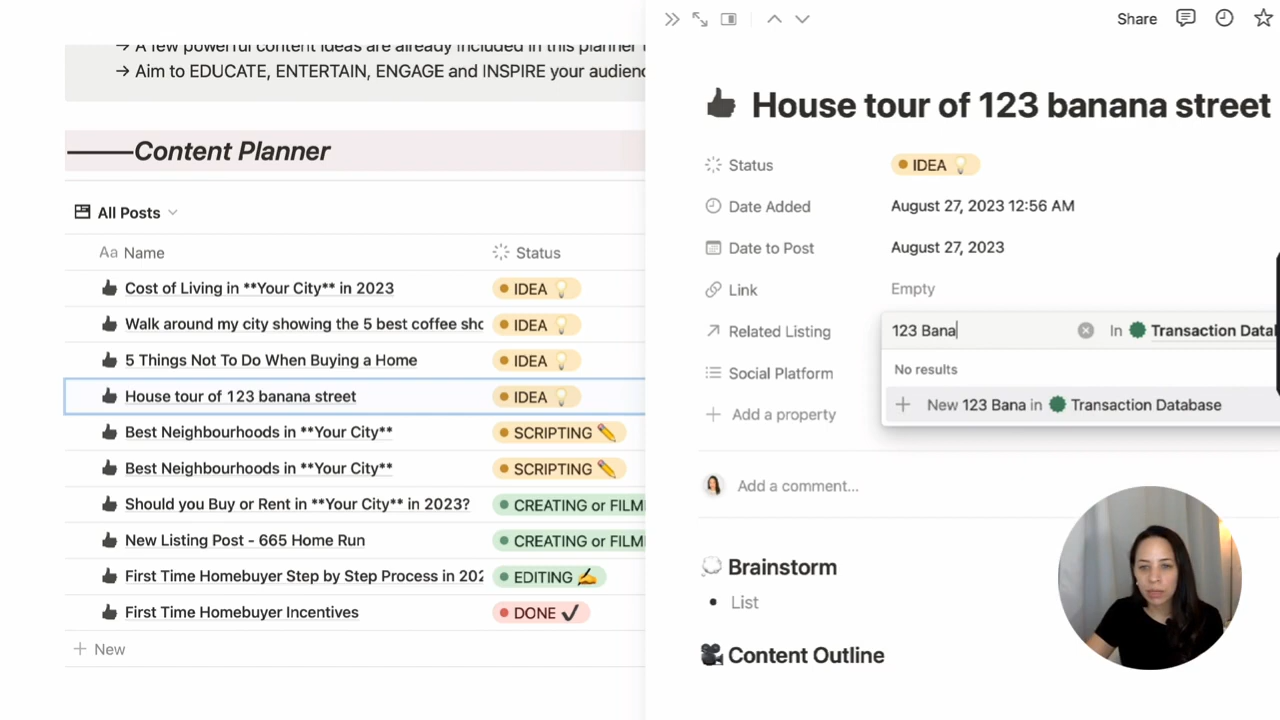 → A few powerful content ideas are already included in this planner
→ Aim to EDUCATE, ENTERTAIN, ENGAGE and INSPIRE your audienc
Content Planner
All Posts
Aa Name
Status
Cost of Living in **Your City** in 2023
IDEA 💡
Walk around my city showing the 5 best coffee sho
IDEA 💡
5 Things Not To Do When Buying a Home
IDEA 💡
House tour of 123 banana street
IDEA 💡
Best Neighbourhoods in **Your City**
SCRIPTING ✏️
Best Neighbourhoods in **Your City**
SCRIPTING ✏️
Should you Buy or Rent in **Your City** in 2023?
CREATING or FILM
New Listing Post - 665 Home Run
CREATING or FILM
First Time Homebuyer Step by Step Process in 202
EDITING ✍️
First Time Homebuyer Incentives
DONE ✔️
+ New
Share
House tour of 123 banana street
Status
IDEA 💡
Date Added
August 27, 2023 12:56 AM
Date to Post
August 27, 2023
Link
Empty
Related Listing
123 Bana
In Transaction Data
No results
Social Platform
+ New 123 Bana in Transaction Database
+ Add a property
Add a comment...
Brainstorm
• List
Content Outline